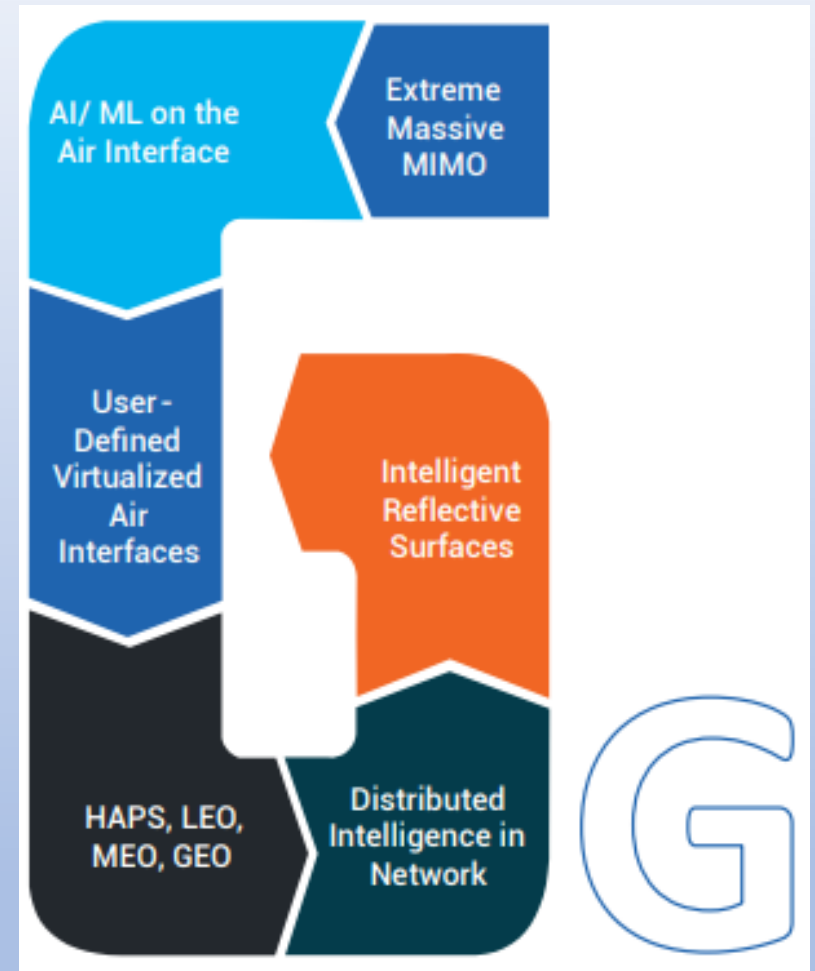 AI/ ML on the
Air Interface
Extreme
Massive
MIMO
User-
Defined
Virtualized
Air
Interfaces
HAPS, LEO,
MEO, GEO
Distributed
Intelligence in
Network
Intelligent
Reflective
Surfaces
G